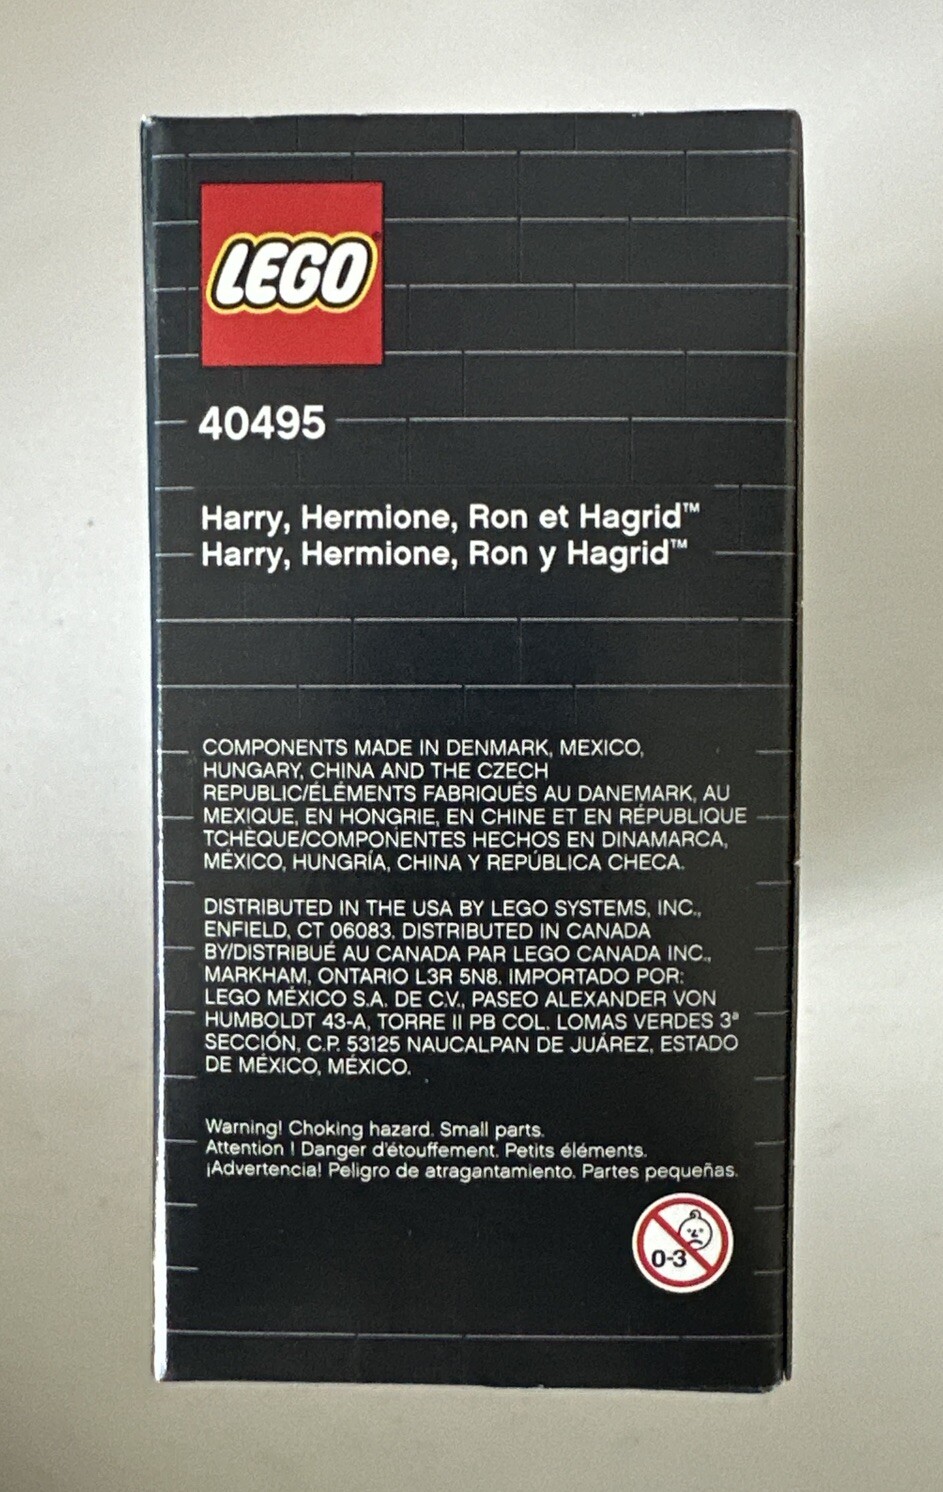 LEGO
40495
Harry, Hermione, Ron et Hagrid™
Harry, Hermione, Ron y Hagrid™
COMPONENTS MADE IN DENMARK, MEXICO,
HUNGARY, CHINA AND THE CZECH
REPUBLIC/ÉLÉMENTS FABRIQUÉS AU DANEMARK, AU
MEXIQUE, EN HONGRIE, EN CHINE ET EN RÉPUBLIQUE
TCHÈQUE/COMPONENTES HECHOS EN DINAMARCA,
MÉXICO, HUNGRÍA, CHINA Y REPÚBLICA CHECA.
DISTRIBUTED IN THE USA BY LEGO SYSTEMS, INC.,
ENFIELD, CT 06083. DISTRIBUTED IN CANADA
BY/DISTRIBUÉ AU CANADA PAR LEGO CANADA INC.,
MARKHAM, ONTARIO L3R 5N8. IMPORTADO POR:
LEGO MÉXICO S.A. DE C.V., PASEO ALEXANDER VON
HUMBOLDT 43-A, TORRE II PB COL. LOMAS VERDES 3ª
SECCIÓN, C.P. 53125 NAUCALPAN DE JUÁREZ, ESTADO
DE MÉXICO, MÉXICO.
Warning! Choking hazard. Small parts.
Attention ! Danger d'étouffement. Petits éléments.
¡Advertencia! Peligro de atragantamiento. Partes pequeñas.
0-3